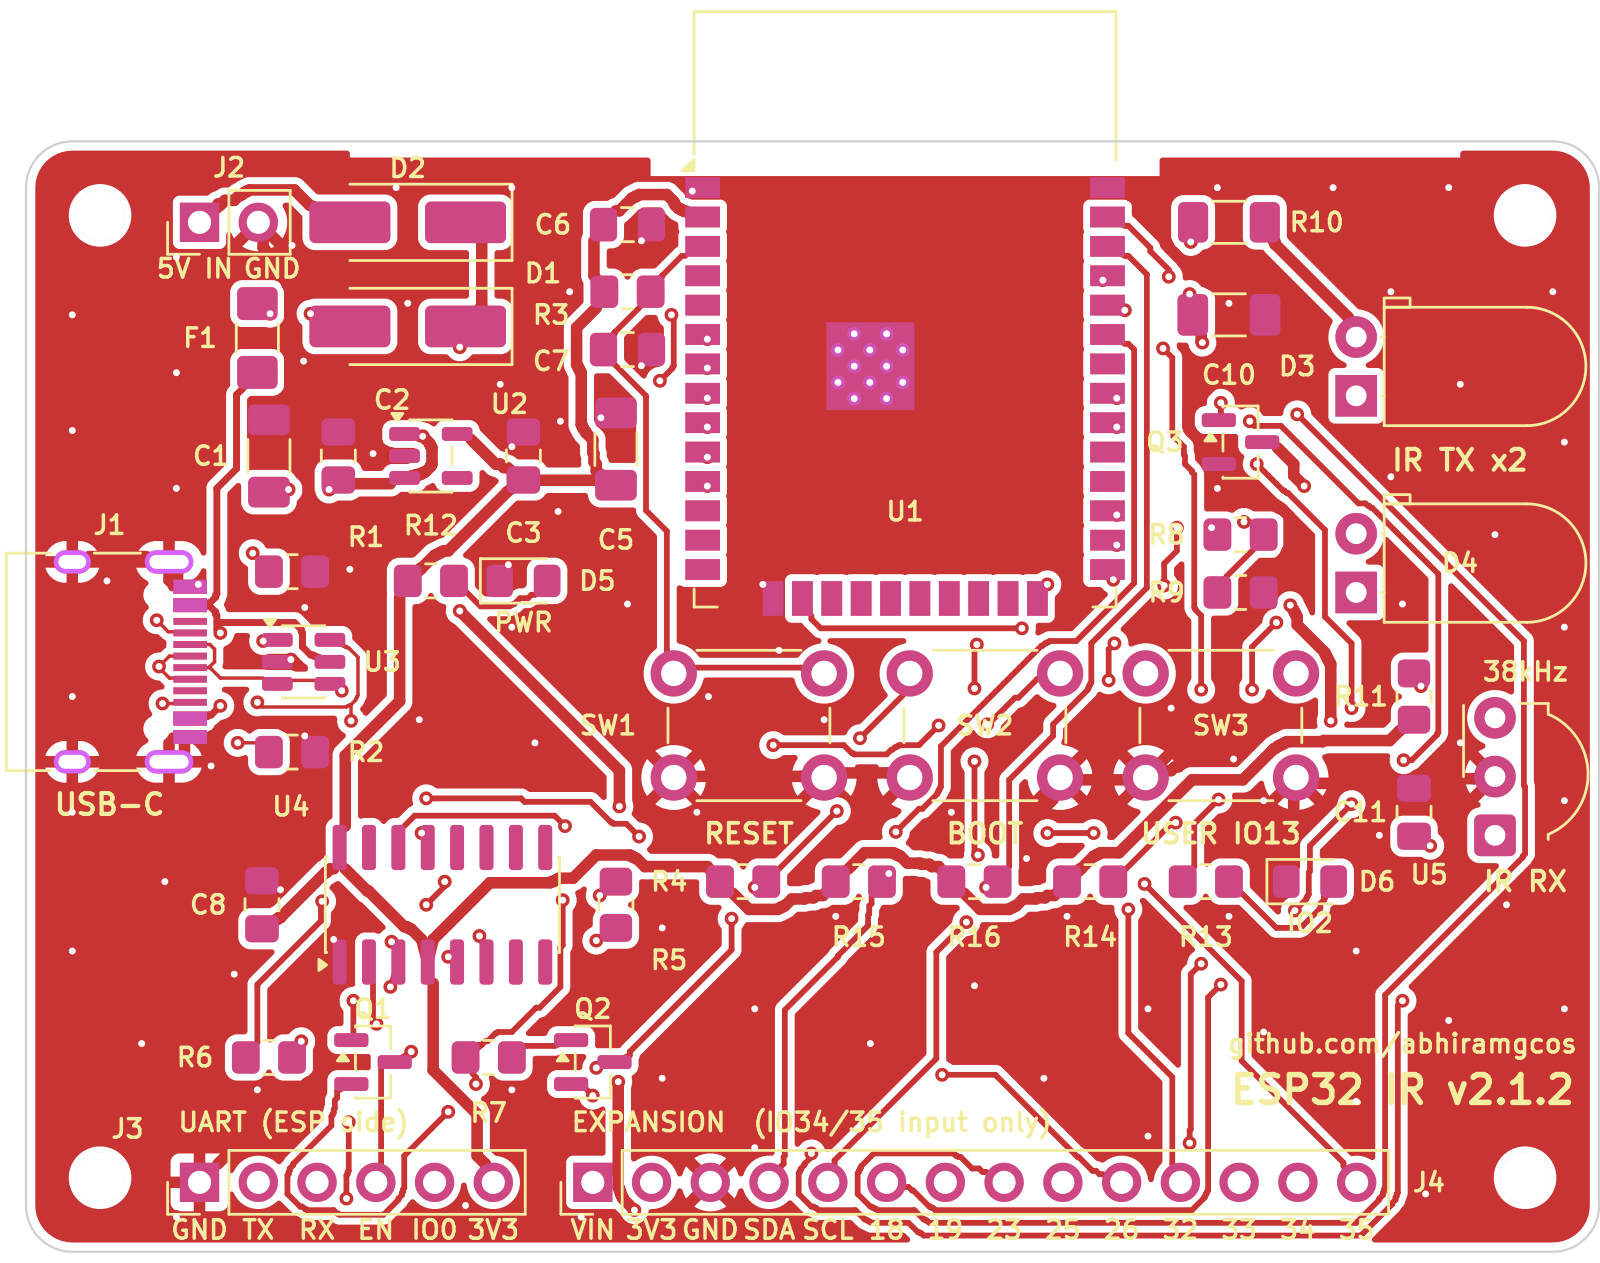 J2
D2
5V IN GND
C6
D1
R3
C7
R10
F1
C2
U2
C10
D3
C1
Q3
IR TX x2
J1
R1
R12
C3
C5
U1
R8
D4
D5
PWR
R9
U3
38kHz
R11
SW1
SW2
SW3
R2
USB-C
U4
RESET
BOOT
USER IO13
C11
U5
IR RX
C8
R4
D6
IO2
R5
R15
R16
R14
R13
Q1
Q2
R6
R7
github.com/abhiramgcos
ESP32 IR v2.1.2
UART (ESP side)
EXPANSION (IO34/35 input only)
J3
J4
GND TX RX EN IO0 3V3
VIN 3V3 GND SDA SCL 18 19 23 25 26 32 33 34 35